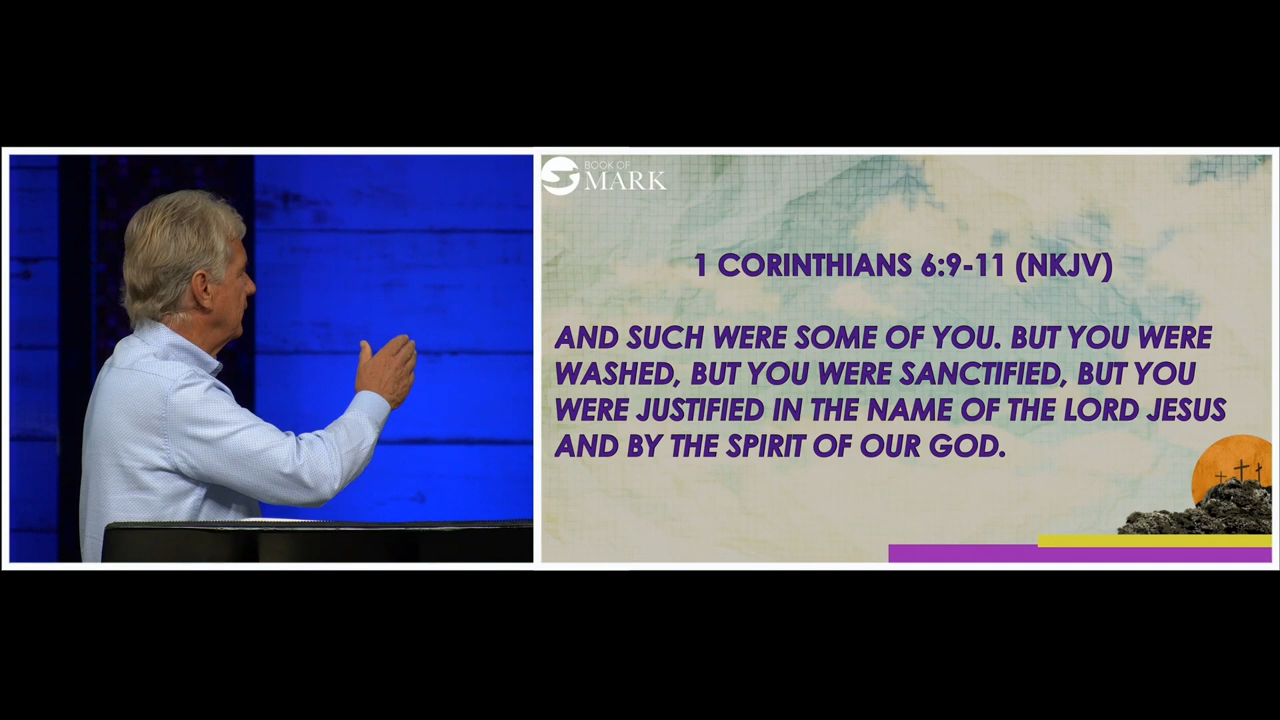 BOOK OF
MARK
1 CORINTHIANS 6:9-11 (NKJV)
AND SUCH WERE SOME OF YOU. BUT YOU WERE
WASHED, BUT YOU WERE SANCTIFIED, BUT YOU
WERE JUSTIFIED IN THE NAME OF THE LORD JESUS
AND BY THE SPIRIT OF OUR GOD.